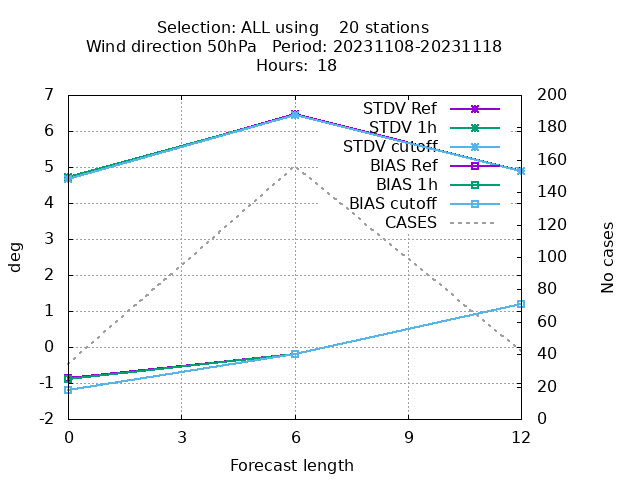 Selection: ALL using    20 stations
Wind direction 50hPa   Period: 20231108-20231118
Hours: 18
7
6
5
4
3
2
1
0
-1
-2
deg
200
180
160
140
120
100
80
60
40
20
0
No cases
STDV Ref
STDV 1h
STDV cutoff
BIAS Ref
BIAS 1h
BIAS cutoff
CASES
0
3
6
9
12
Forecast length